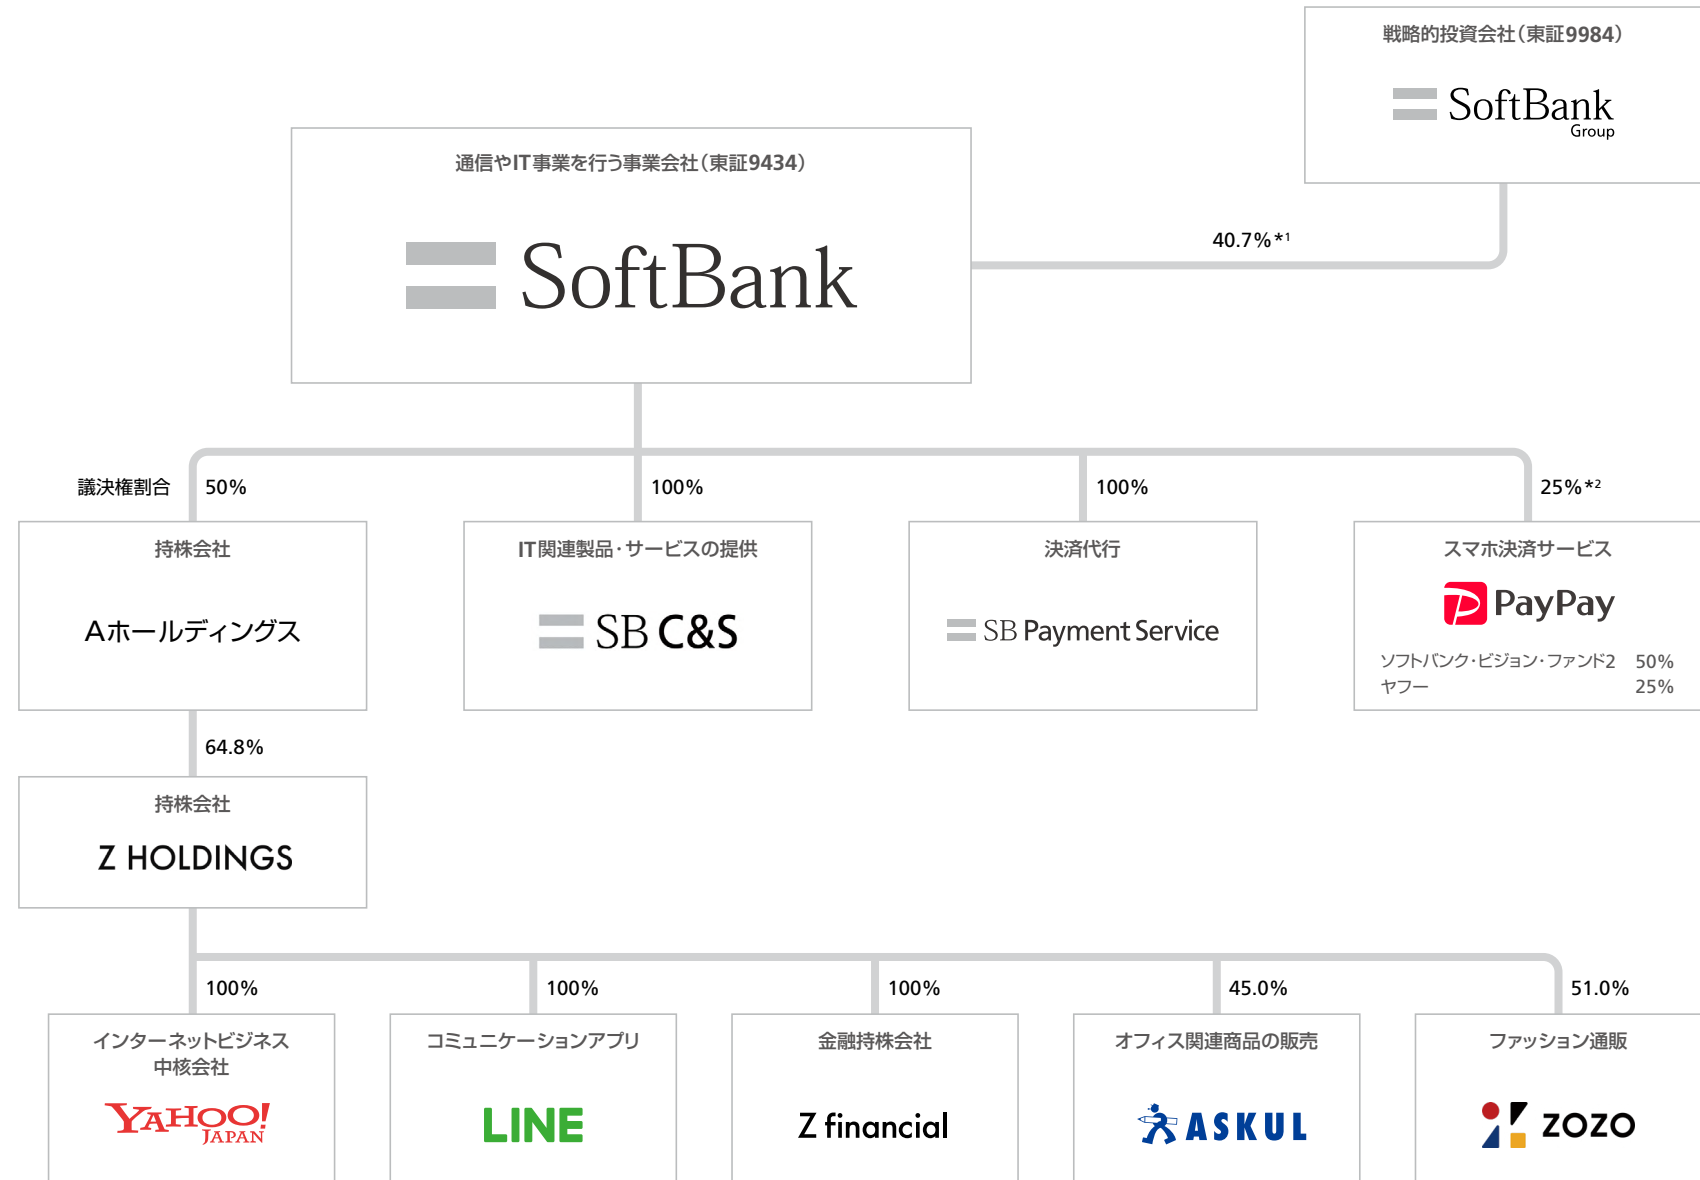 戦略的投資会社（東証9984）
SoftBank
Group
通信やIT事業を行う事業会社（東証9434）
SoftBank
40.7%*1
議決権割合 50%
100%
100%
25%*2
持株会社
Aホールディングス
IT関連製品・サービスの提供
SB C&S
決済代行
SB Payment Service
スマホ決済サービス
PayPay
ソフトバンク・ビジョン・ファンド2 50%
ヤフー 25%
64.8%
持株会社
Z HOLDINGS
100%
100%
100%
45.0%
51.0%
インターネットビジネス
中核会社
YAHOO!
JAPAN
コミュニケーションアプリ
LINE
金融持株会社
Z financial
オフィス関連商品の販売
ASKUL
ファッション通販
ZOZO